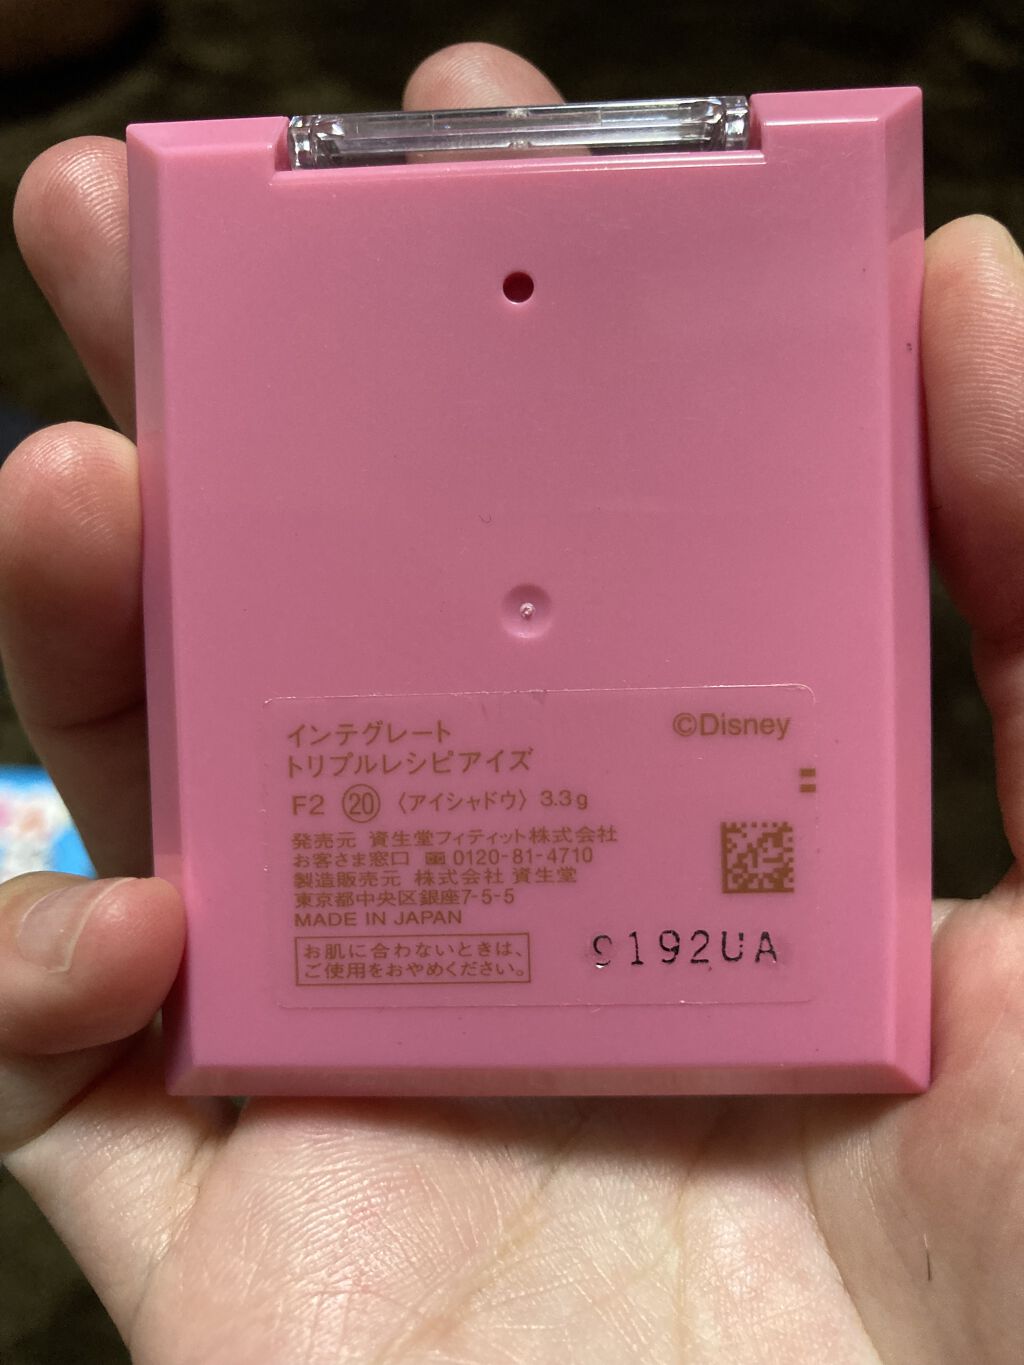 インテグレート
©Disney
トリプルレシピアイズ
F2 ⑳ 〈アイシャドウ〉 3.3g
発売元 資生堂フィティット株式会社
お客さま窓口 0120-81-4710
製造販売元 株式会社 資生堂
東京都中央区銀座7-5-5
MADE IN JAPAN
お肌に合わないときは、
ご使用をおやめください。
9192UA